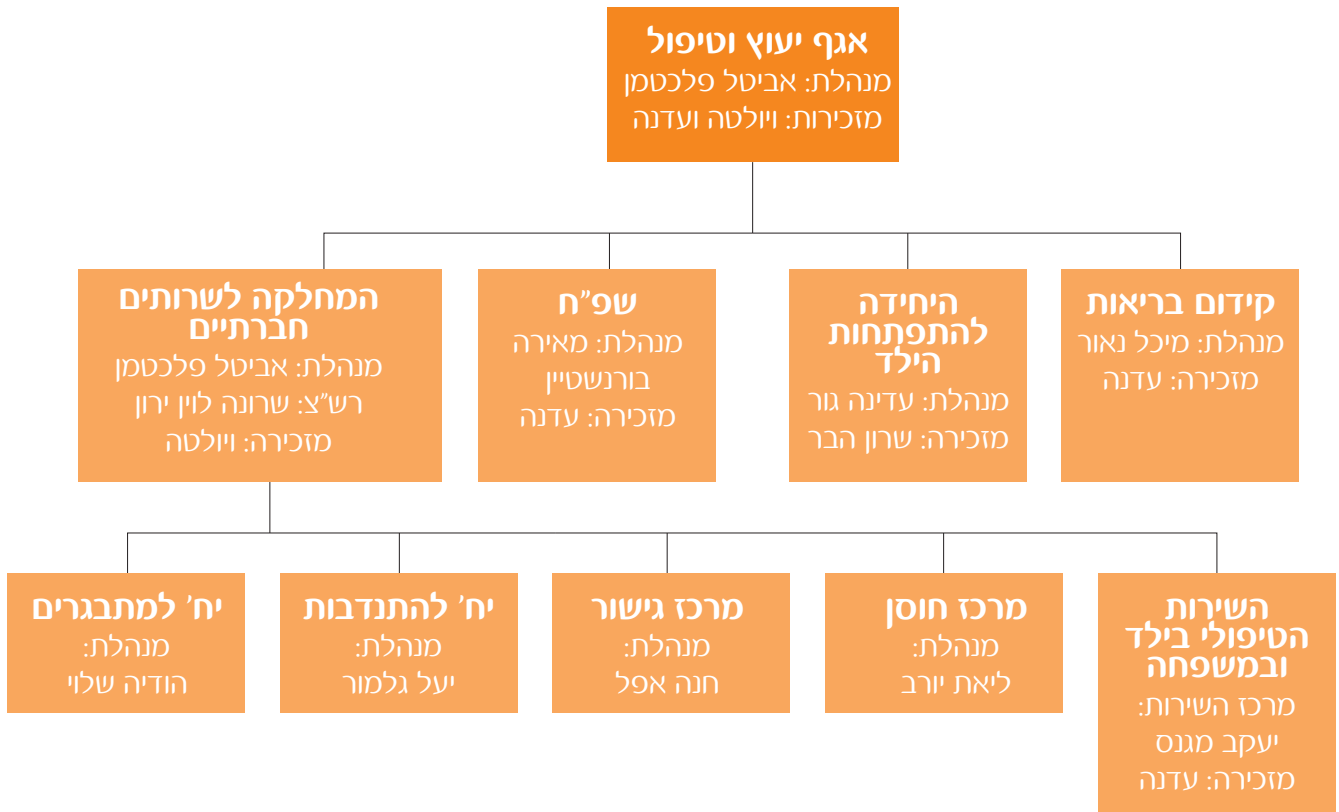 אגף יעוץ וטיפול
מנהלת: אביטל פלכטמן
מזכירות: ויולטה ועדנה
קידום בריאות
מנהלת: מיכל נאור
מזכירה: עדנה
היחידה
להתפתחות
הילד
מנהלת: עדינה גור
מזכירה: שרון הבר
שפ"ח
מנהלת: מאירה
בורנשטיין
מזכירה: עדנה
המחלקה לשרותים
חברתיים
מנהלת: אביטל פלכטמן
רש"צ: שרונה לוין ירון
מזכירה: ויולטה
השירות
הטיפולי בילד
ובמשפחה
מרכז השירות:
יעקב מגנס
מזכירה: עדנה
מרכז חוסן
מנהלת:
ליאת יורב
מרכז גישור
מנהלת:
חנה אפל
יח' להתנדבות
מנהלת:
יעל גלמור
יח' למתבגרים
מנהלת:
הודיה שלוי